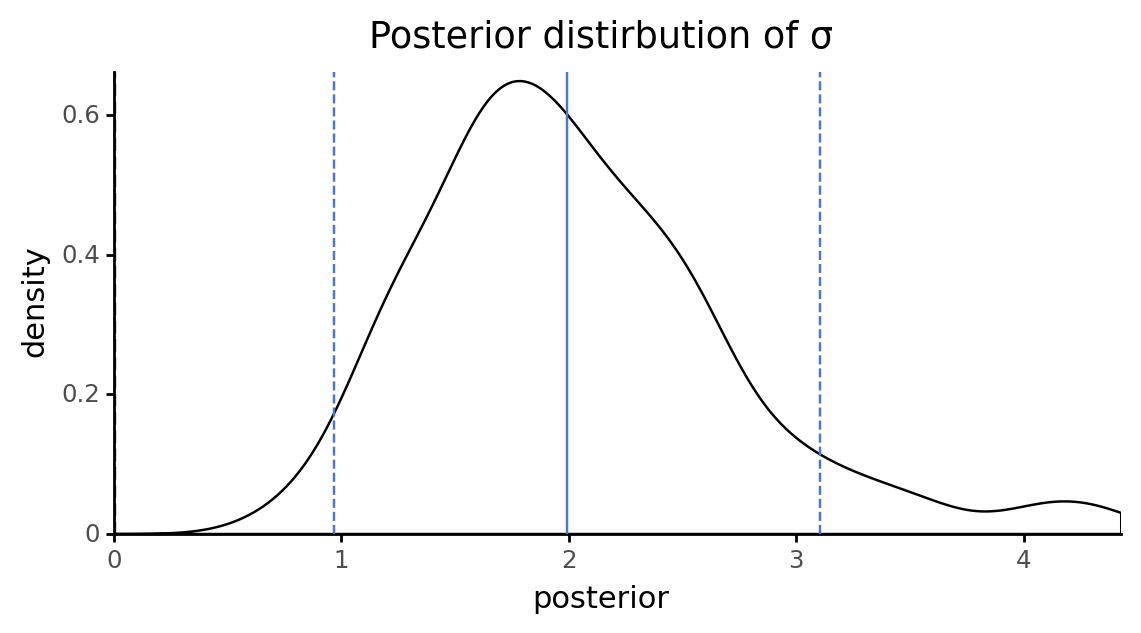 Posterior distirbution of σ
density
0.6
0.4
0.2
0
0 1 2 3 4
posterior